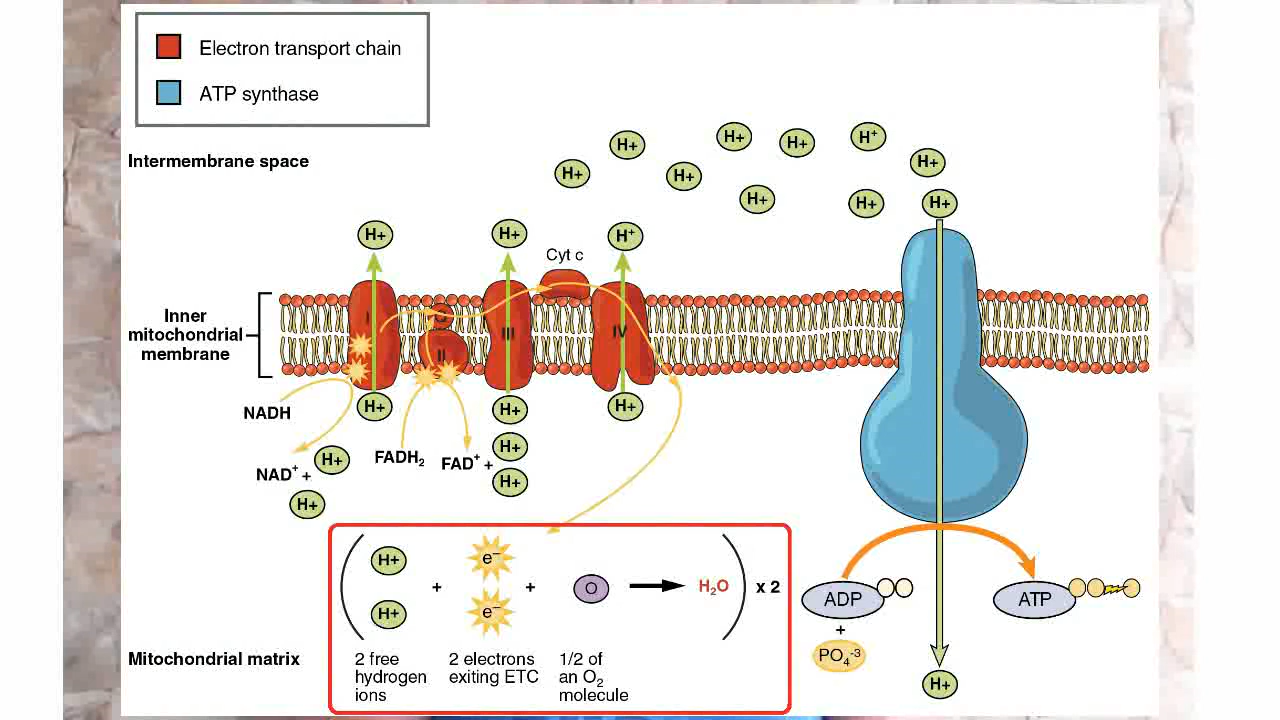 Electron transport chain
ATP synthase
Intermembrane space
H+ H+ H+ H+ H+ H+ H+ H+ H+ H+
H+ H+ H⁺
Cyt c
Inner
mitochondrial
membrane
I Q II III IV
NADH
H+ H+ H+
FADH₂
FAD⁺ +
H+
H+
NAD⁺ +
H+
H+
H+ H+ + e⁻ e⁻ + O H₂O x 2
2 free
hydrogen
ions
2 electrons
exiting ETC
1/2 of
an O₂
molecule
Mitochondrial matrix
ADP
+
PO₄⁻³
ATP
H+